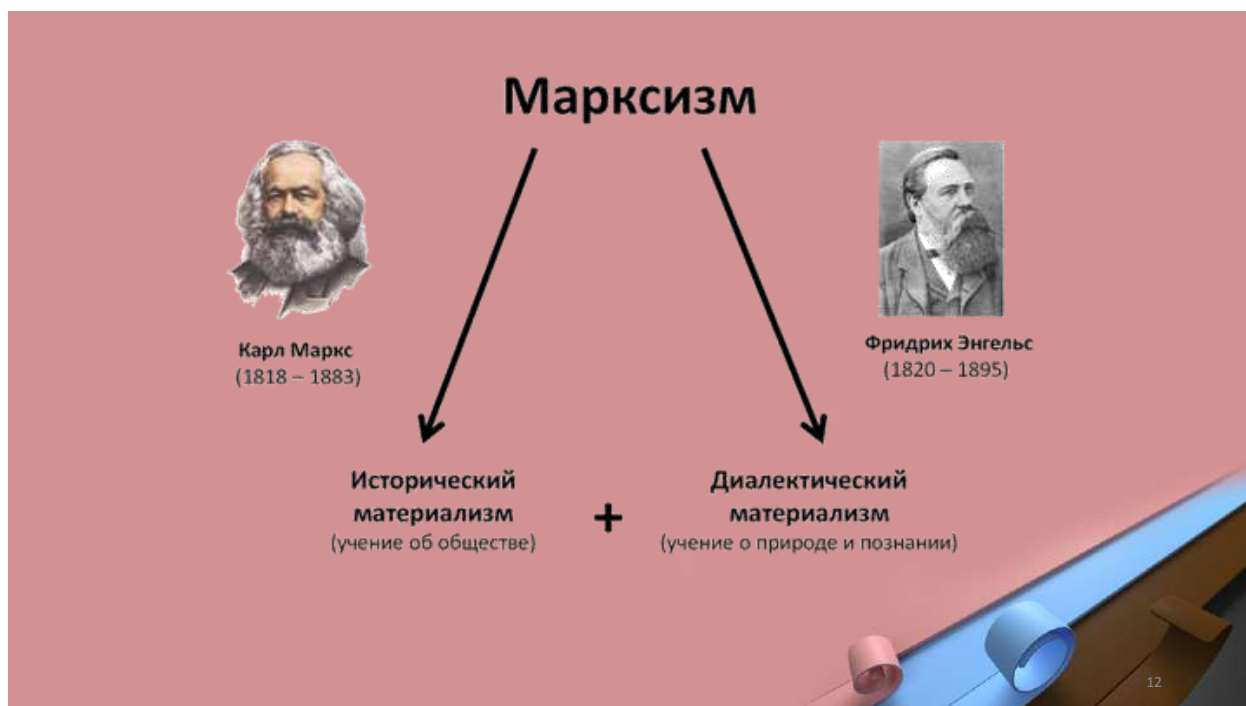 Марксизм
Карл Маркс
(1818 – 1883)
Фридрих Энгельс
(1820 – 1895)
Исторический
материализм
(учение об обществе)
+
Диалектический
материализм
(учение о природе и познании)
12